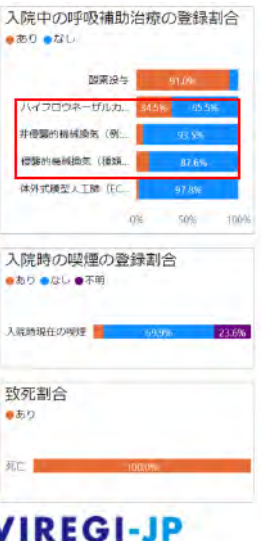 入院中の呼吸補助治療の登録割合
●あり ●なし
酸素投与 91.0%
ハイフローネーザルカ... 34.5% 65.5%
非侵襲的機械換気（例:... 93.5%
侵襲的機械換気（種類... 87.6%
体外式膜型人工肺（EC... 97.8%
0% 50% 100%
入院時の喫煙の登録割合
●あり ●なし ●不明
入院時現在の喫煙 69.9% 23.6%
致死割合
●あり
死亡 100.0%
VIREGI-JP